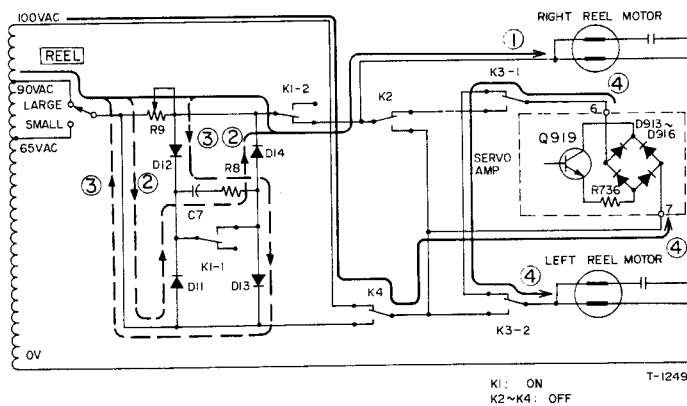 100VAC
RIGHT REEL MOTOR
①
REEL
K3-1
④
90VAC
LARGE
SMALL
65VAC
K1-2
K2
R9
③ ②
D12
R8
D14
6
D913~
D916
Q919
SERVO
AMP
R736
7
④
③
②
C7
K1-1
D11
D13
K4
④
LEFT REEL MOTOR
K3-2
0V
T-1249
K1: ON
K2~K4: OFF